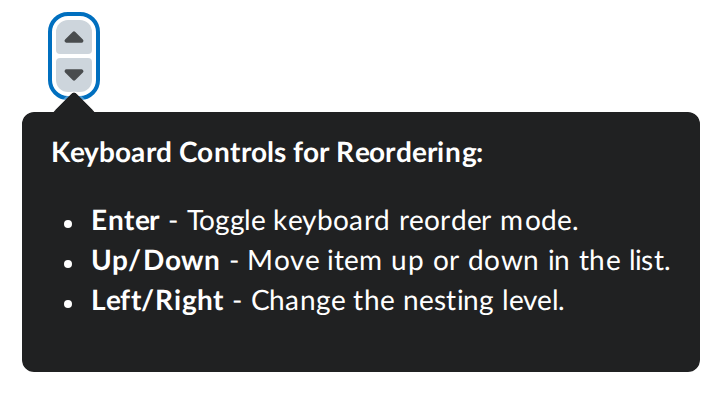 Keyboard Controls for Reordering:
• Enter - Toggle keyboard reorder mode.
• Up/Down - Move item up or down in the list.
• Left/Right - Change the nesting level.